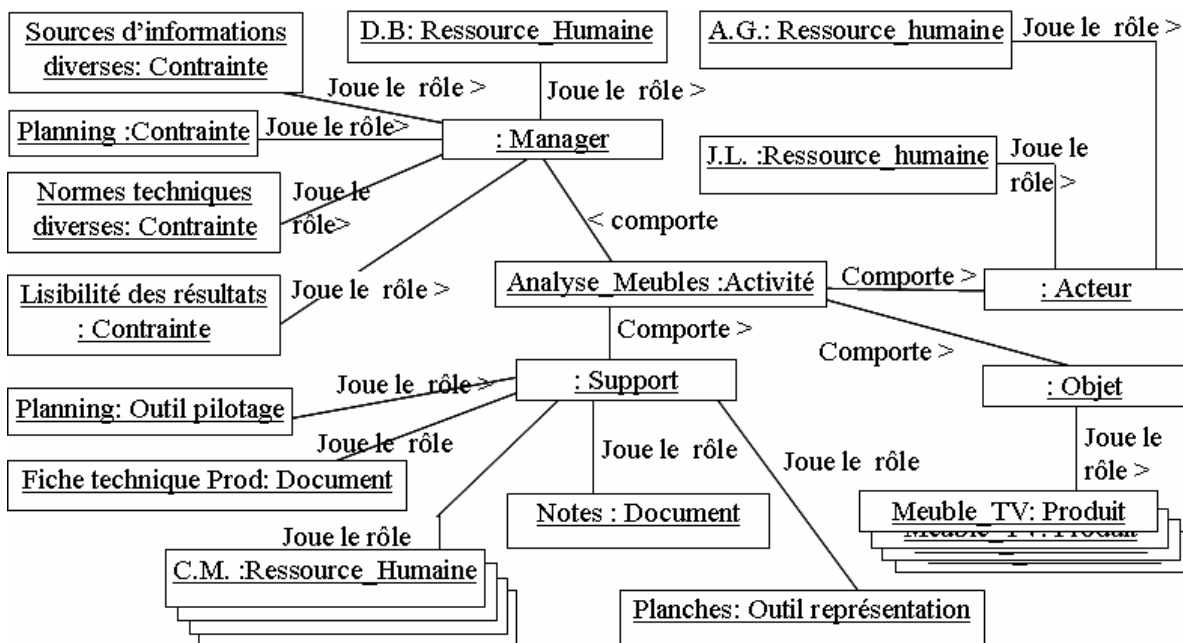 Sources d’informations
diverses: Contrainte
D.B: Ressource_Humaine
A.G.: Ressource_humaine
Joue le rôle >
Joue le rôle >
Joue le rôle >
Planning :Contrainte
Joue le rôle>
: Manager
J.L. :Ressource_humaine
Joue le
rôle >
Normes techniques
diverses: Contrainte
Joue le
rôle>
< comporte
Lisibilité des résultats
: Contrainte
Joue le rôle >
Analyse_Meubles :Activité
Comporte >
: Acteur
Comporte >
Comporte >
Joue le rôle >
: Support
: Objet
Planning: Outil pilotage
Joue le rôle
Joue le rôle
Joue le rôle
Joue le
rôle >
Fiche technique Prod: Document
Notes : Document
Meuble_TV: Produit
Meuble_TV: Produit
Joue le rôle
C.M. :Ressource_Humaine
Planches: Outil représentation